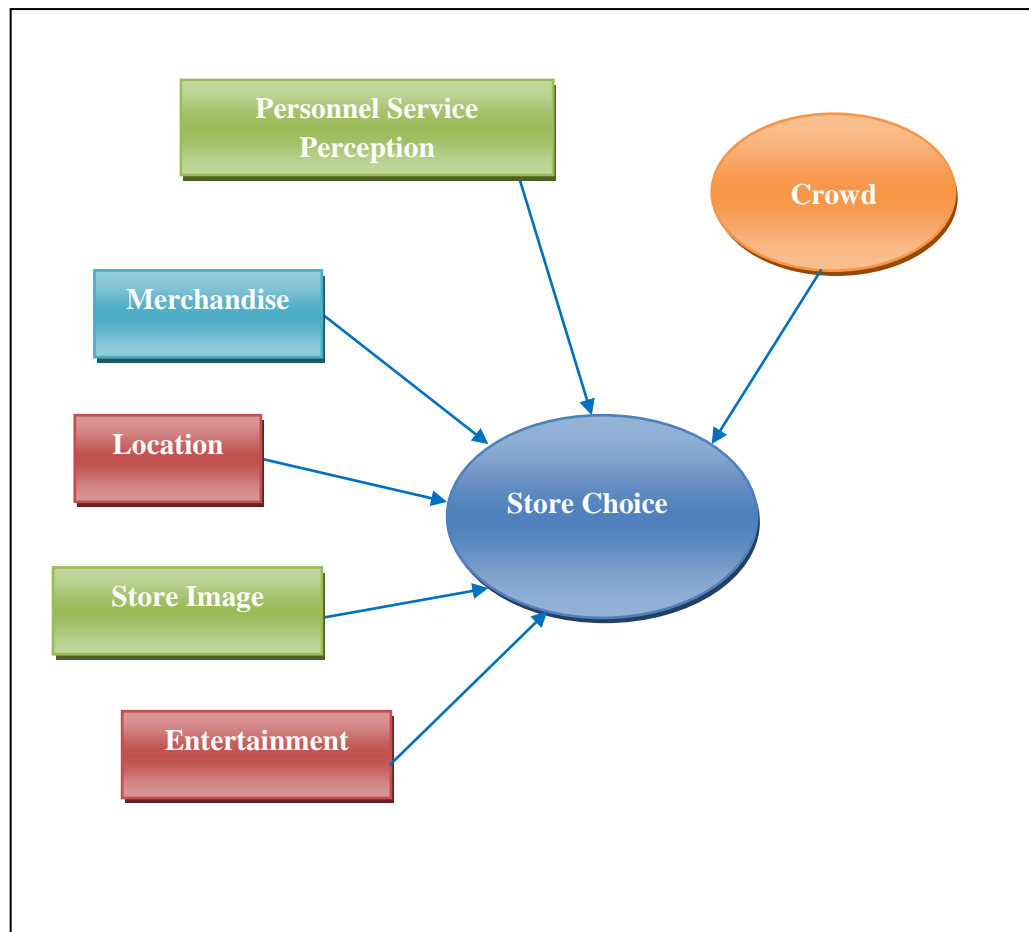 Personnel Service
Perception
Crowd
Merchandise
Location
Store Choice
Store Image
Entertainment